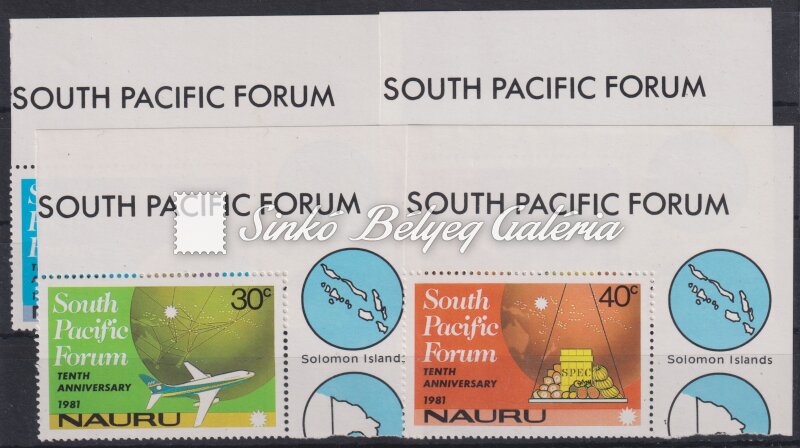 SOUTH PACIFIC FORUM
SOUTH PACIFIC FORUM
SOUTH PACIFIC FORUM
SOUTH PACIFIC FORUM
Sinkó Bélyeg Galéria
South
Pacific
Forum
30c
TENTH
ANNIVERSARY
1981
NAURU
Solomon Islands
South
Pacific
Forum
40c
TENTH
ANNIVERSARY
1981
SPEC
NAURU
Solomon Islands